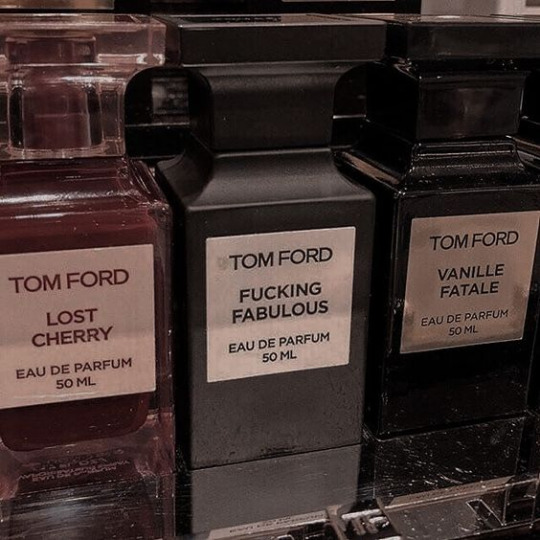 TOM FORD
LOST
CHERRY
EAU DE PARFUM
50 ML
TOM FORD
FUCKING
FABULOUS
EAU DE PARFUM
50 ML
TOM FORD
VANILLE
FATALE
EAU DE PARFUM
50 ML